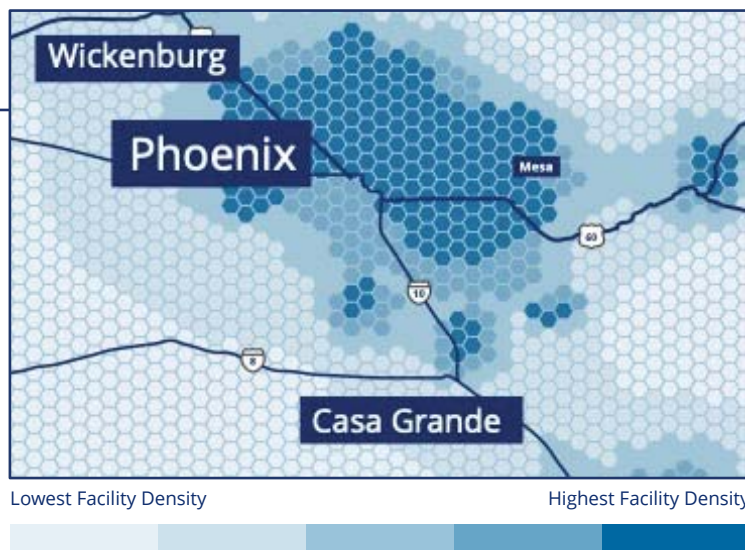 Wickenburg
Phoenix
Mesa
60
10
8
Casa Grande
Lowest Facility Density
Highest Facility Density